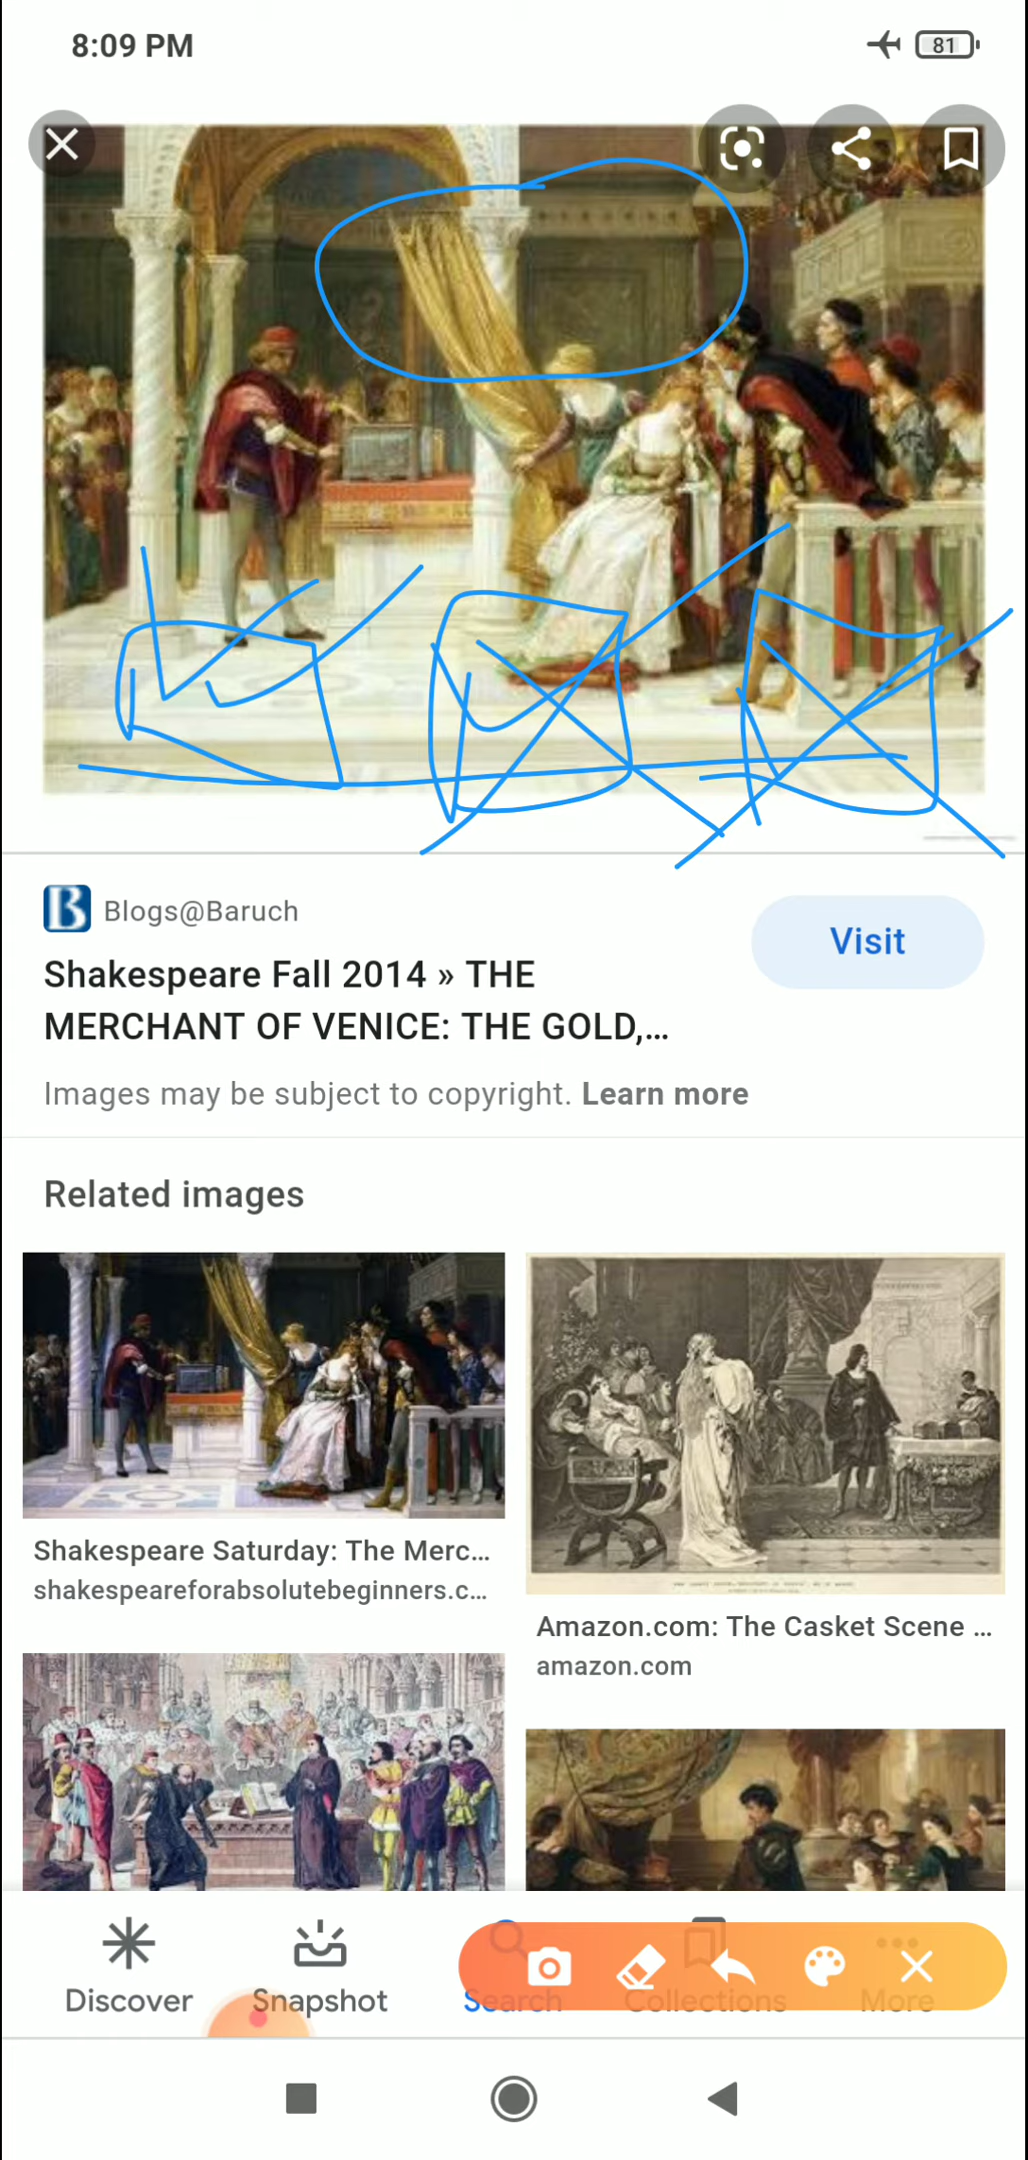 8:09 PM
81
Blogs@Baruch
Visit
Shakespeare Fall 2014 » THE
MERCHANT OF VENICE: THE GOLD,...
Images may be subject to copyright. Learn more
Related images
Shakespeare Saturday: The Merc...
shakespeareforabsolutebeginners.c...
Amazon.com: The Casket Scene ...
amazon.com
Discover
Snapshot
Search
Collections
More